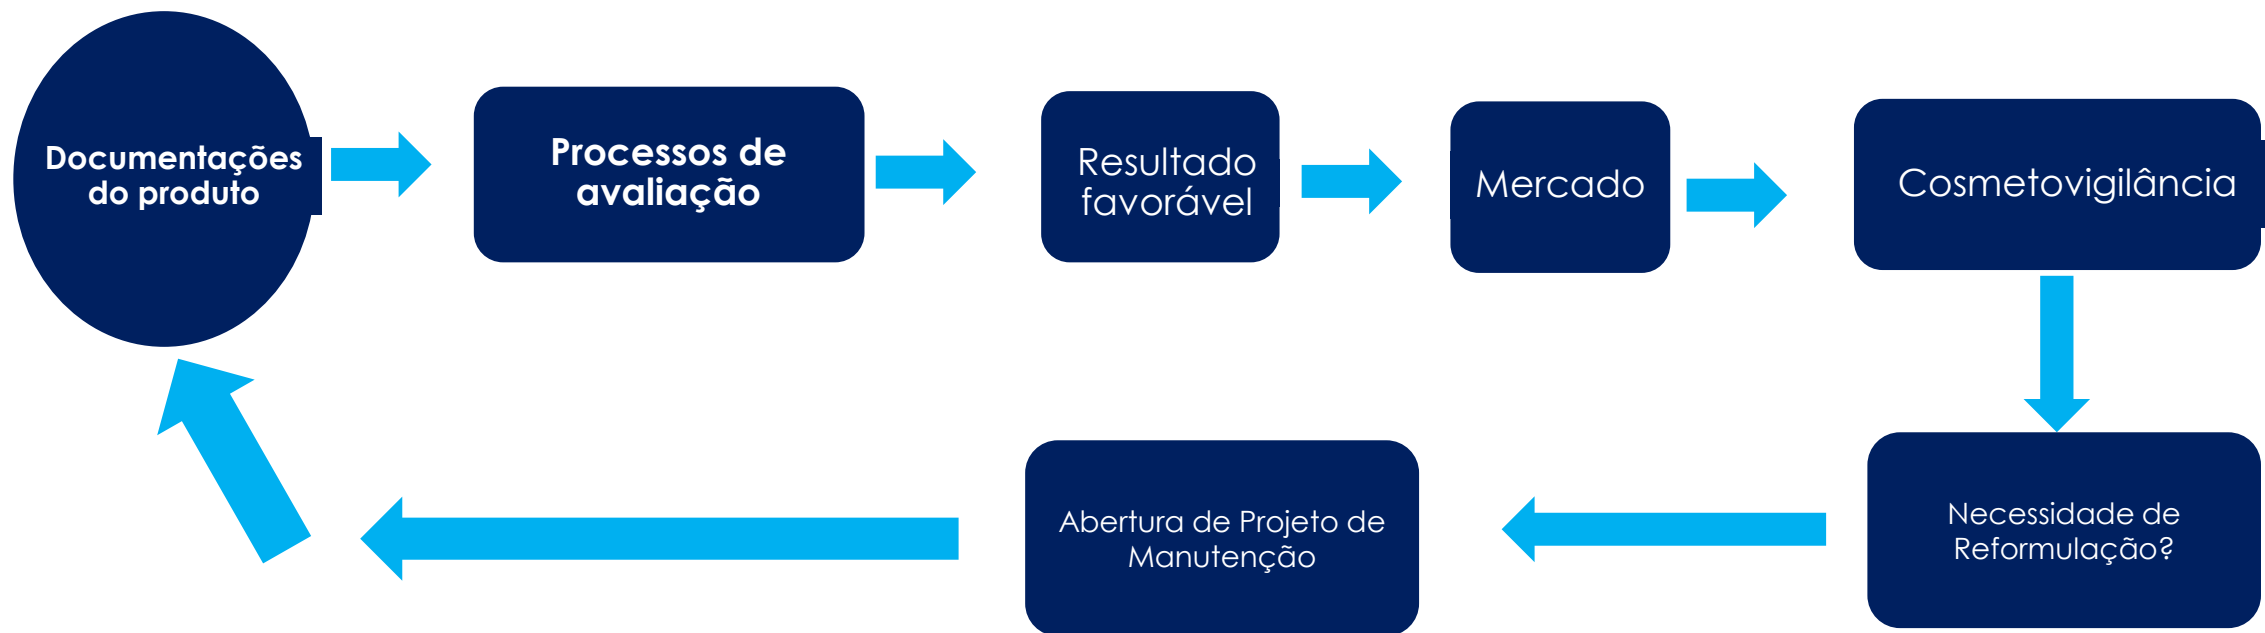 Documentações
do produto
Processos de
avaliação
Resultado
favorável
Mercado
Cosmetovigilância
Necessidade de
Reformulação?
Abertura de Projeto de
Manutenção